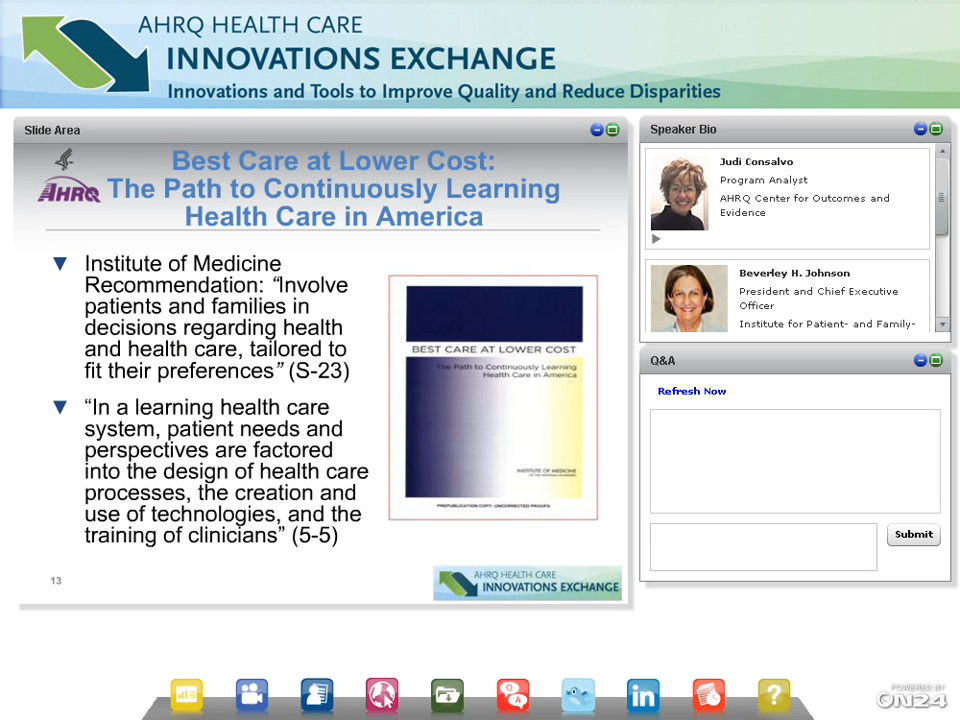 AHRQ HEALTH CARE
INNOVATIONS EXCHANGE
Innovations and Tools to Improve Quality and Reduce Disparities
Slide Area
AHRQ
Best Care at Lower Cost:
The Path to Continuously Learning
Health Care in America
▼ Institute of Medicine
Recommendation: “Involve
patients and families in
decisions regarding health
and health care, tailored to
fit their preferences” (S-23)
▼ “In a learning health care
system, patient needs and
perspectives are factored
into the design of health care
processes, the creation and
use of technologies, and the
training of clinicians” (5-5)
BEST CARE AT LOWER COST
The Path to Continuously Learning
Health Care in America
INSTITUTE OF MEDICINE
OF THE NATIONAL ACADEMIES
PREPUBLICATION COPY: UNCORRECTED PROOFS
13
AHRQ HEALTH CARE
INNOVATIONS EXCHANGE
Speaker Bio
Judi Consalvo
Program Analyst
AHRQ Center for Outcomes and
Evidence
Beverley H. Johnson
President and Chief Executive
Officer
Institute for Patient- and Family-
Q&A
Refresh Now
Submit
Q
A
in
?
POWERED BY
ON24